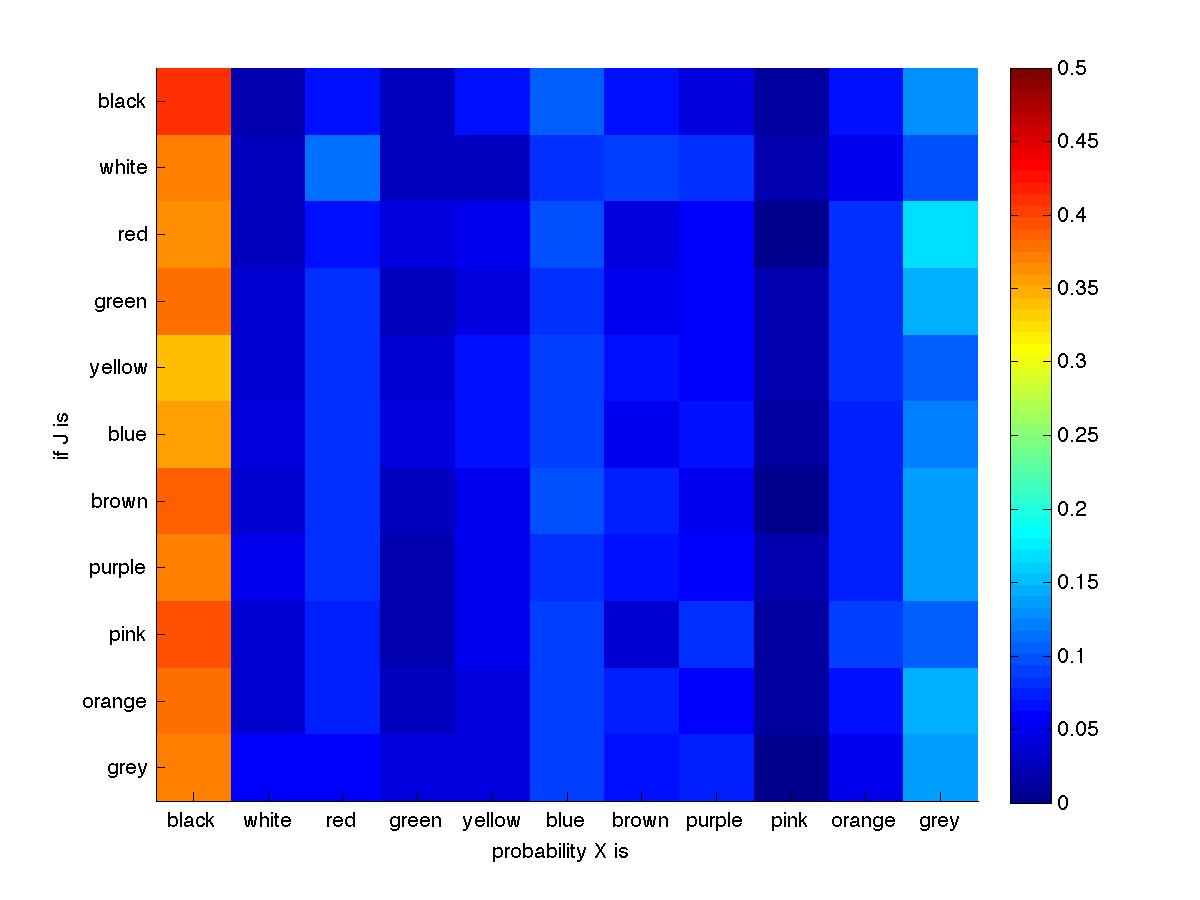 black
white
red
green
yellow
blue
brown
purple
pink
orange
grey
if J is
black white red green yellow blue brown purple pink orange grey
probability X is
0.5
0.45
0.4
0.35
0.3
0.25
0.2
0.15
0.1
0.05
0